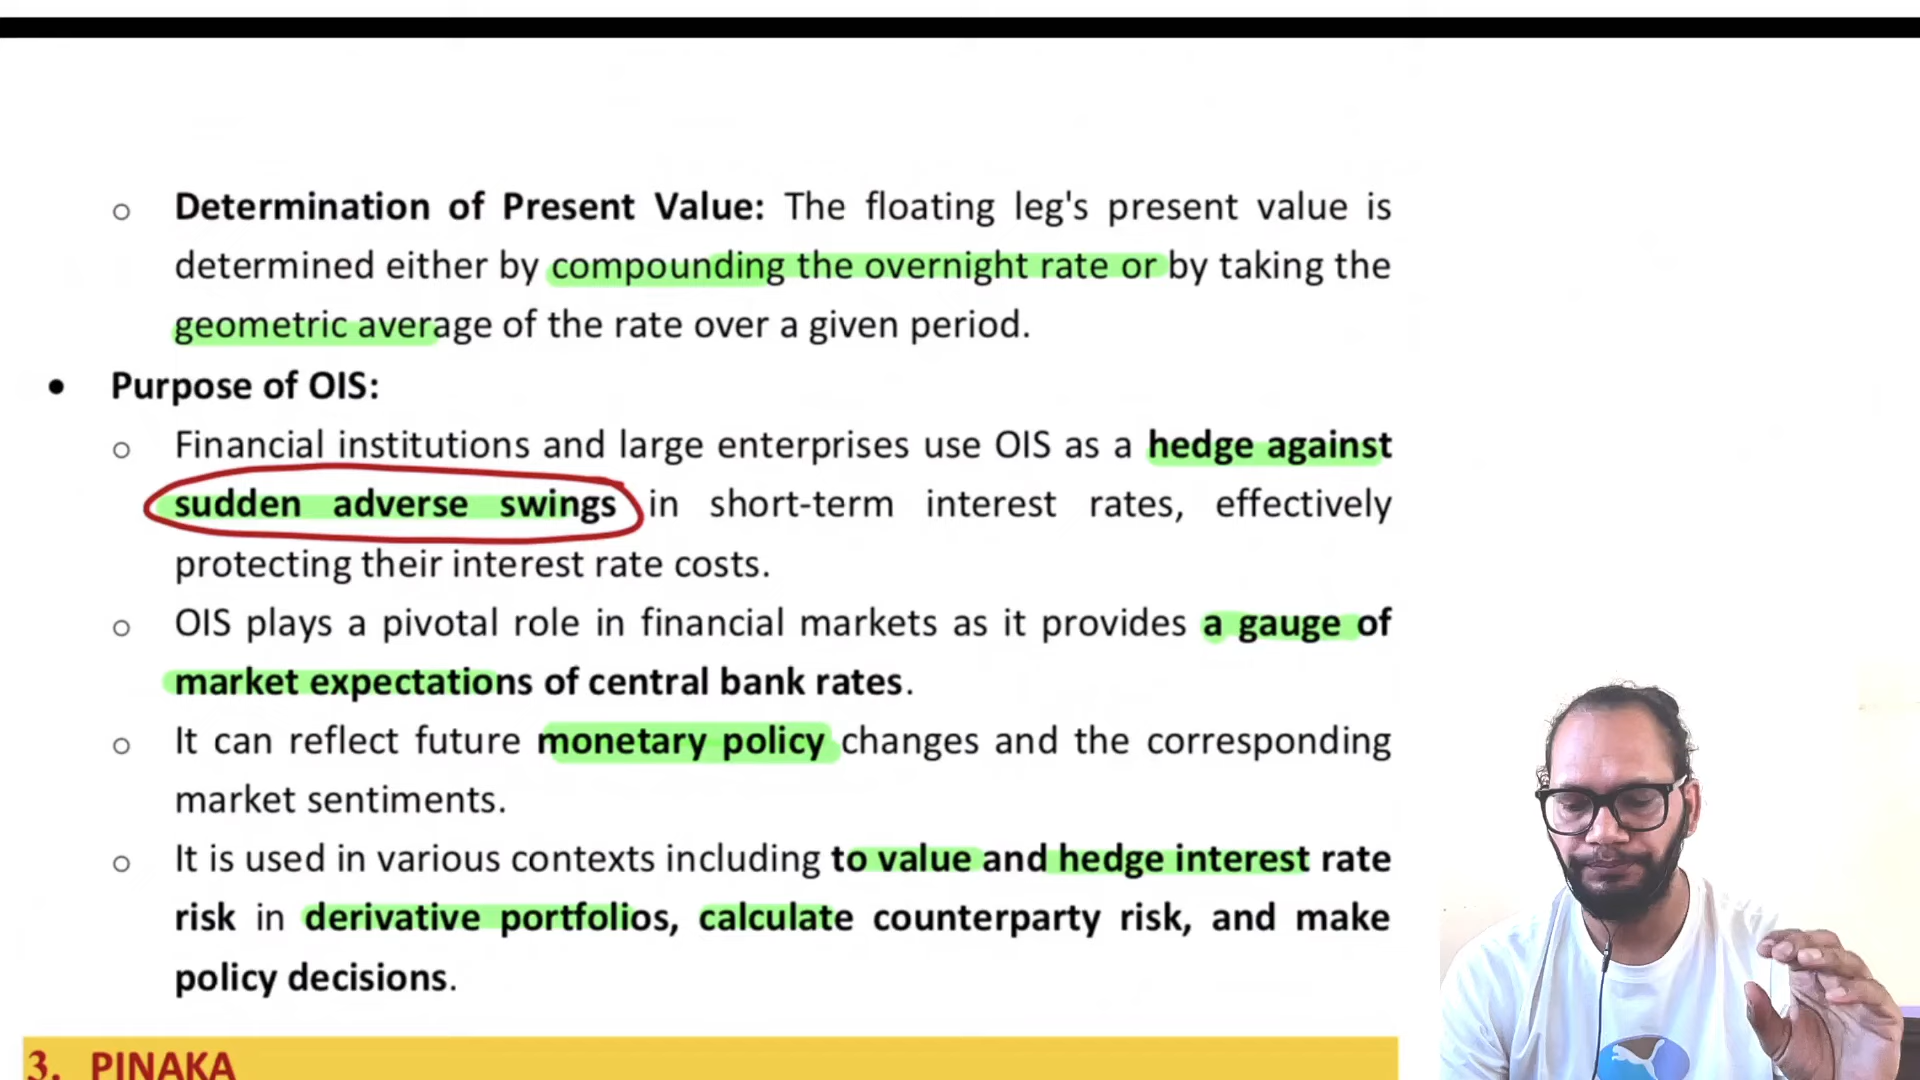 Determination of Present Value: The floating leg's present value is
determined either by compounding the overnight rate or by taking the
geometric average of the rate over a given period.
Purpose of OIS:
Financial institutions and large enterprises use OIS as a hedge against
sudden adverse swings in short-term interest rates, effectively
protecting their interest rate costs.
OIS plays a pivotal role in financial markets as it provides a gauge of
market expectations of central bank rates.
It can reflect future monetary policy changes and the corresponding
market sentiments.
It is used in various contexts including to value and hedge interest rate
risk in derivative portfolios, calculate counterparty risk, and make
policy decisions.
3. PINAKA